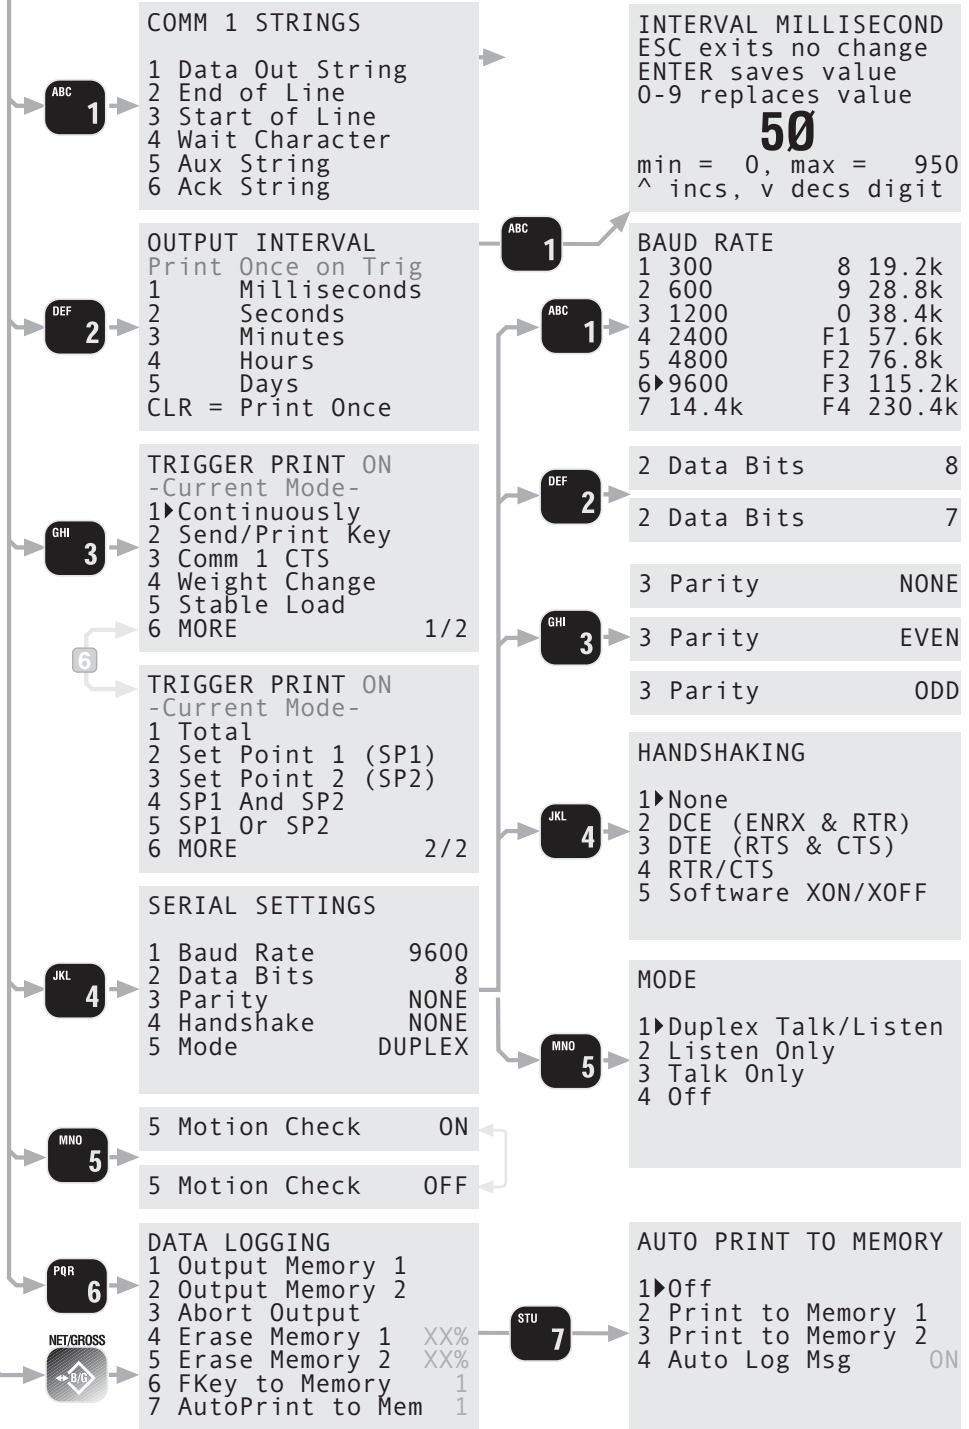 COMM 1 STRINGS
1 Data Out String
2 End of Line
3 Start of Line
4 Wait Character
5 Aux String
6 Ack String
ABC 1
INTERVAL MILLISECOND
ESC exits no change
ENTER saves value
0-9 replaces value
50
min = 0, max = 950
^ incs, v decs digit
OUTPUT INTERVAL
Print Once on Trig
1 Milliseconds
2 Seconds
3 Minutes
4 Hours
5 Days
CLR = Print Once
DEF 2
ABC 1
BAUD RATE
1 300 8 19.2k
2 600 9 28.8k
3 1200 0 38.4k
4 2400 F1 57.6k
5 4800 F2 76.8k
6▸9600 F3 115.2k
7 14.4k F4 230.4k
ABC 1
TRIGGER PRINT ON
-Current Mode-
1▸Continuously
2 Send/Print Key
3 Comm 1 CTS
4 Weight Change
5 Stable Load
6 MORE 1/2
GHI 3
6
2 Data Bits 8
2 Data Bits 7
DEF 2
3 Parity NONE
3 Parity EVEN
3 Parity ODD
GHI 3
TRIGGER PRINT ON
-Current Mode-
1 Total
2 Set Point 1 (SP1)
3 Set Point 2 (SP2)
4 SP1 And SP2
5 SP1 Or SP2
6 MORE 2/2
HANDSHAKING
1▸None
2 DCE (ENRX & RTR)
3 DTE (RTS & CTS)
4 RTR/CTS
5 Software XON/XOFF
JKL 4
SERIAL SETTINGS
1 Baud Rate 9600
2 Data Bits 8
3 Parity NONE
4 Handshake NONE
5 Mode DUPLEX
JKL 4
MODE
1▸Duplex Talk/Listen
2 Listen Only
3 Talk Only
4 Off
MNO 5
5 Motion Check ON
5 Motion Check OFF
MNO 5
DATA LOGGING
1 Output Memory 1
2 Output Memory 2
3 Abort Output
4 Erase Memory 1 XX%
5 Erase Memory 2 XX%
6 FKey to Memory 1
7 AutoPrint to Mem 1
PQR 6
NET/GROSS
B/G
STU 7
AUTO PRINT TO MEMORY
1▸Off
2 Print to Memory 1
3 Print to Memory 2
4 Auto Log Msg ON